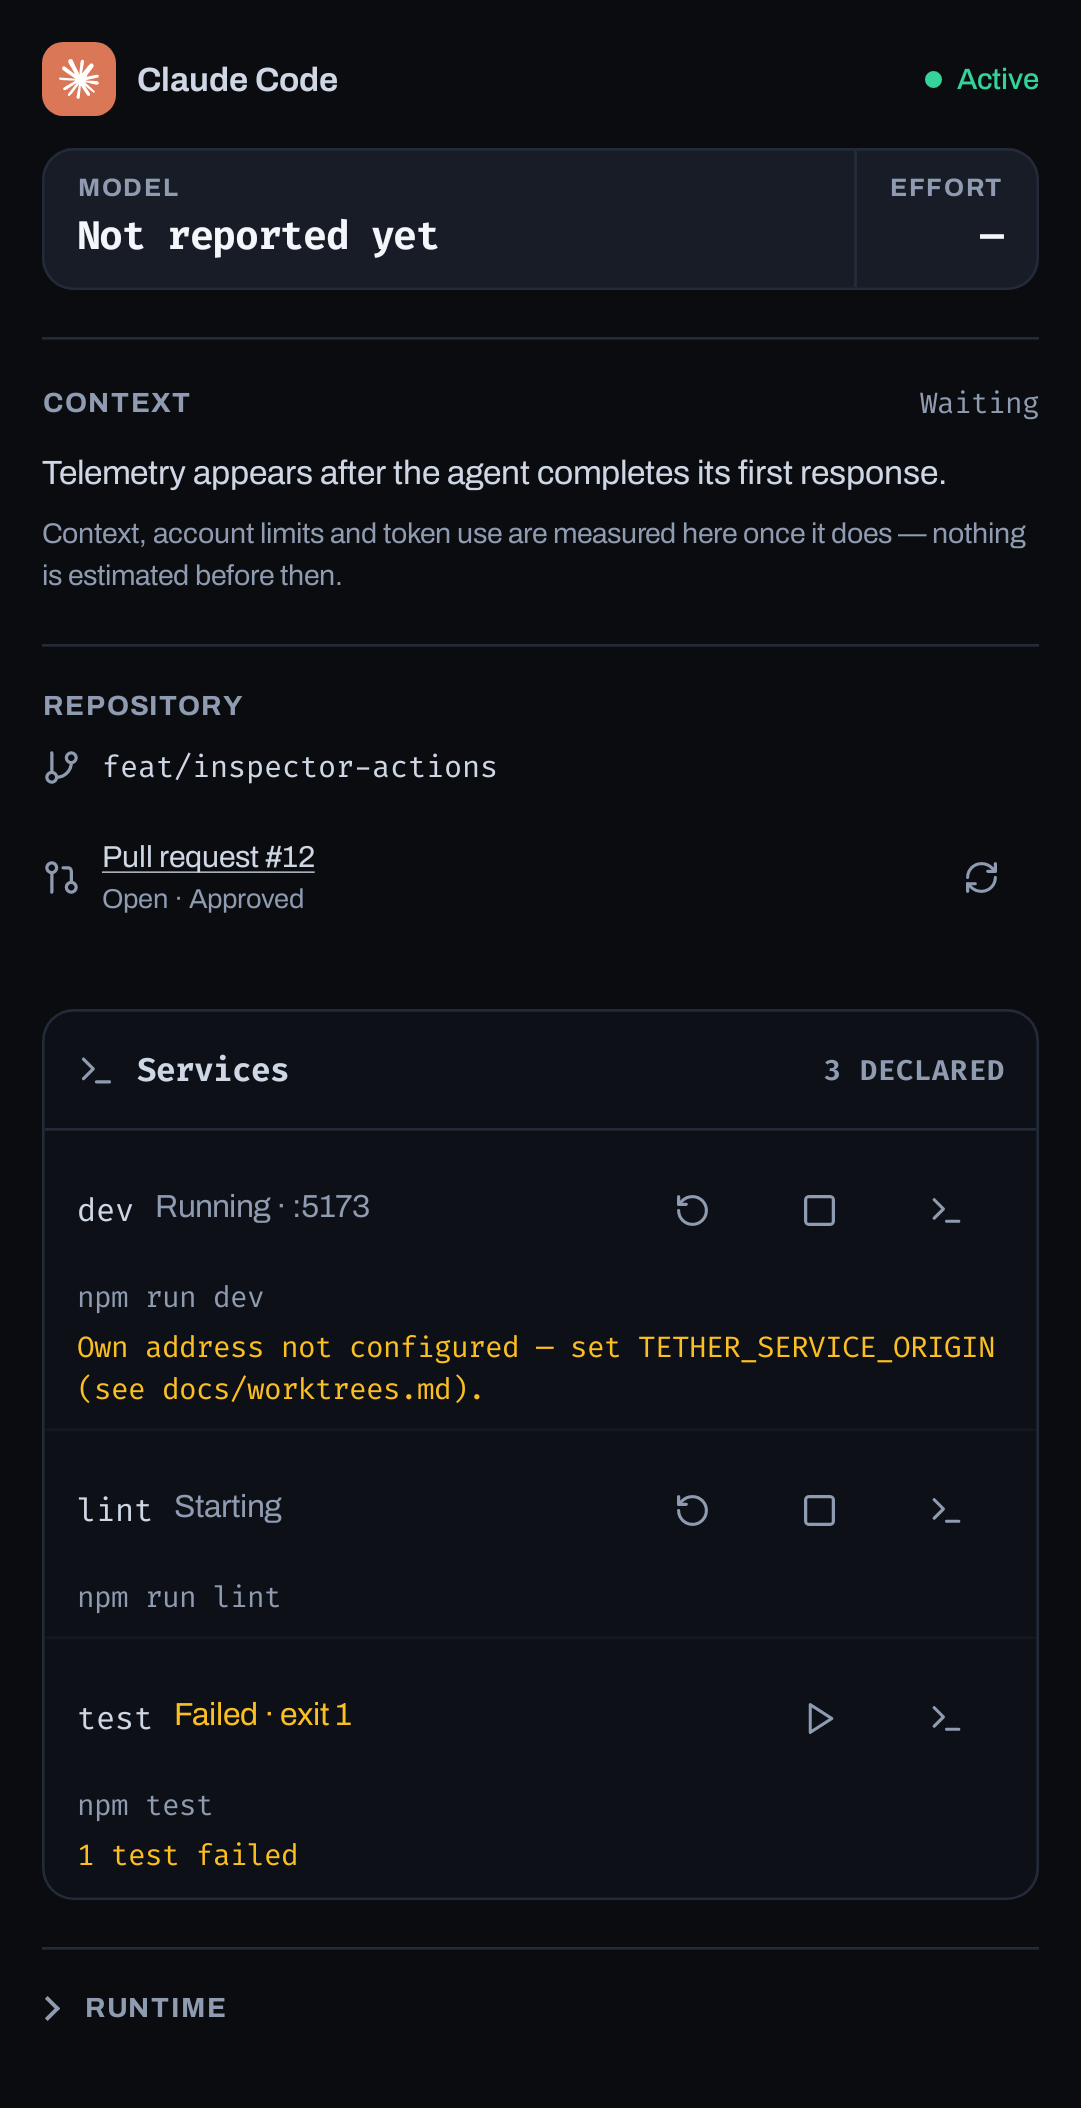 Claude Code
Active
MODEL
EFFORT
Not reported yet
—
CONTEXT
Waiting
Telemetry appears after the agent completes its first response.
Context, account limits and token use are measured here once it does — nothing
is estimated before then.
REPOSITORY
feat/inspector-actions
Pull request #12
Open · Approved
Services
3 DECLARED
dev Running · :5173
npm run dev
Own address not configured — set TETHER_SERVICE_ORIGIN
(see docs/worktrees.md).
lint Starting
npm run lint
test Failed · exit 1
npm test
1 test failed
RUNTIME